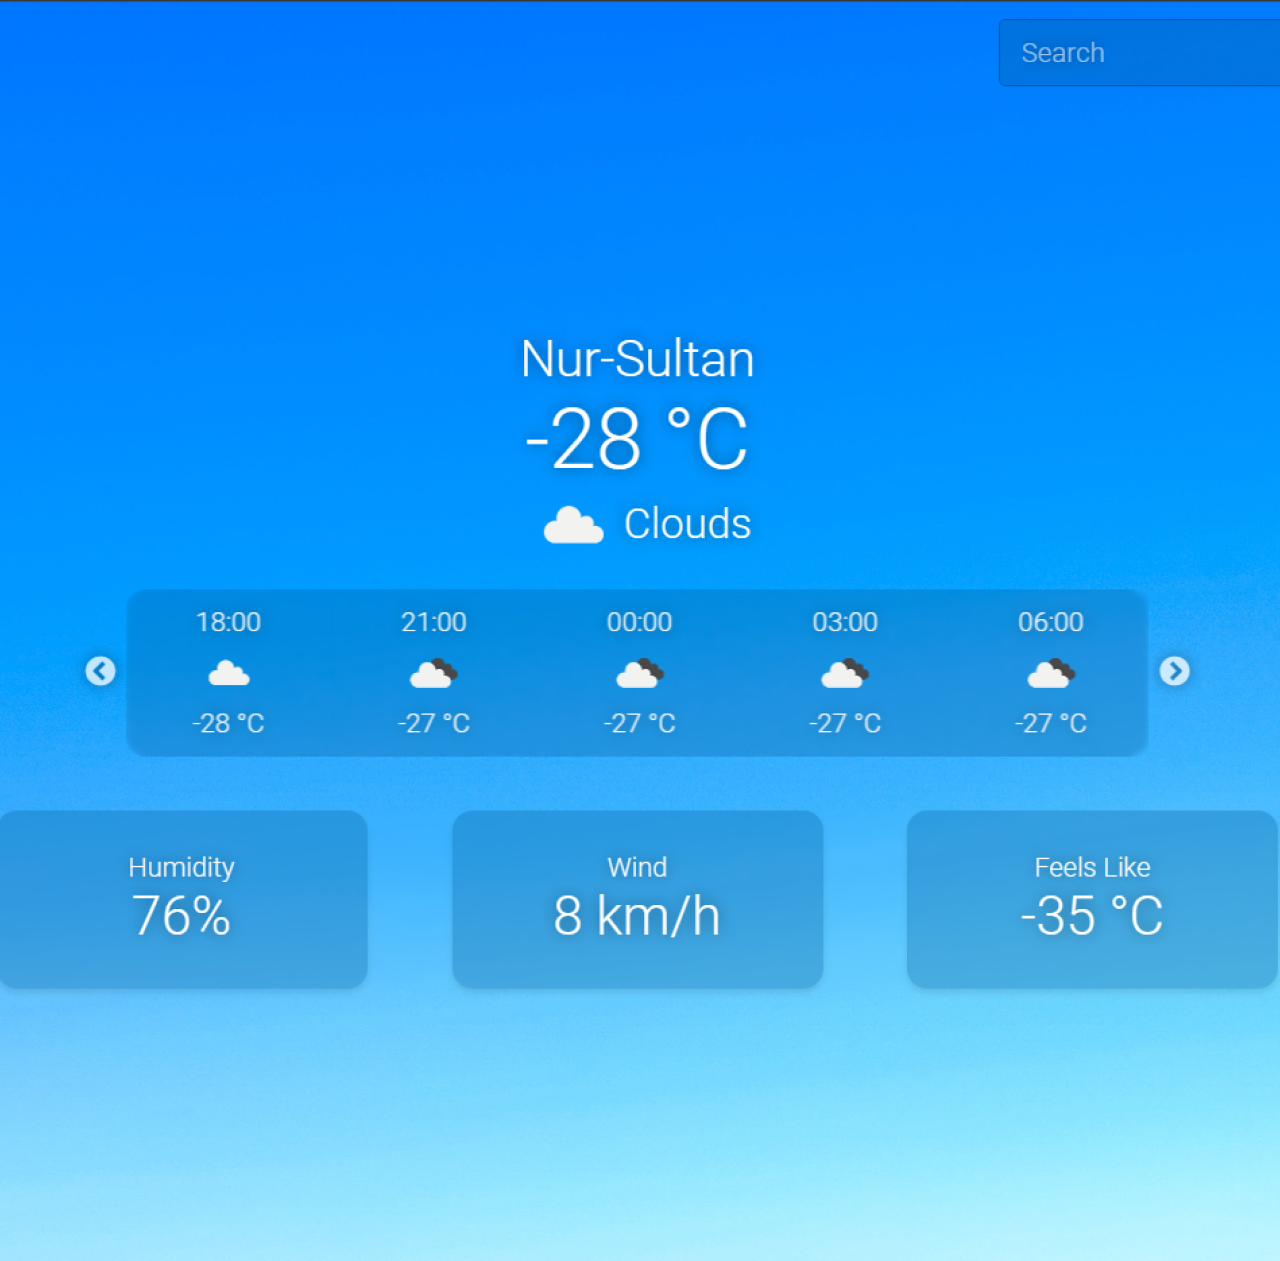 Search
Nur-Sultan
-28 °C
Clouds
18:00 21:00 00:00 03:00 06:00
-28 °C -27 °C -27 °C -27 °C -27 °C
Humidity Wind Feels Like
76% 8 km/h -35 °C